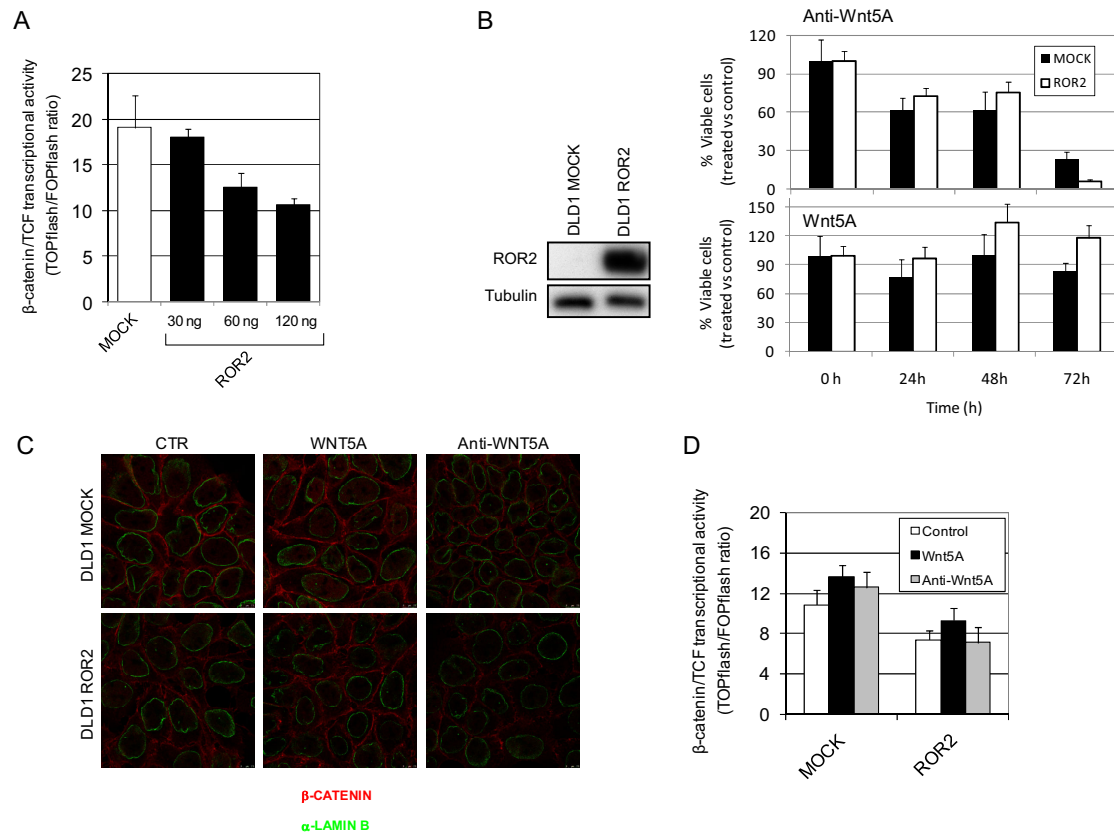 A
β-catenin/TCF transcriptional activity
(TOPflash/FOPflash ratio)
25
20
15
10
5
0
MOCK
30 ng
60 ng
120 ng
ROR2
B
DLD1 MOCK
DLD1 ROR2
ROR2
Tubulin
Anti-Wnt5A
% Viable cells
(treated vs control)
120
90
60
30
0
MOCK
ROR2
Wnt5A
% Viable cells
(treated vs control)
150
120
90
60
30
0
0 h
24h
48h
72h
Time (h)
C
CTR
WNT5A
Anti-WNT5A
DLD1 MOCK
DLD1 ROR2
β-CATENIN
α-LAMIN B
D
β-catenin/TCF transcriptional activity
(TOPflash/FOPflash ratio)
20
16
12
8
4
0
Control
Wnt5A
Anti-Wnt5A
MOCK
ROR2